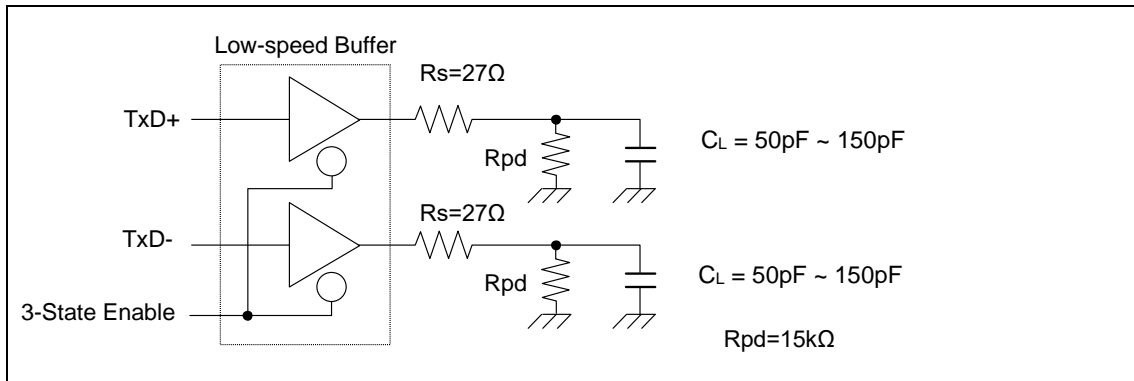 Low-speed Buffer
Rs=27Ω
TxD+
Rpd
CL = 50pF ~ 150pF
Rs=27Ω
TxD-
Rpd
CL = 50pF ~ 150pF
3-State Enable
Rpd=15kΩ